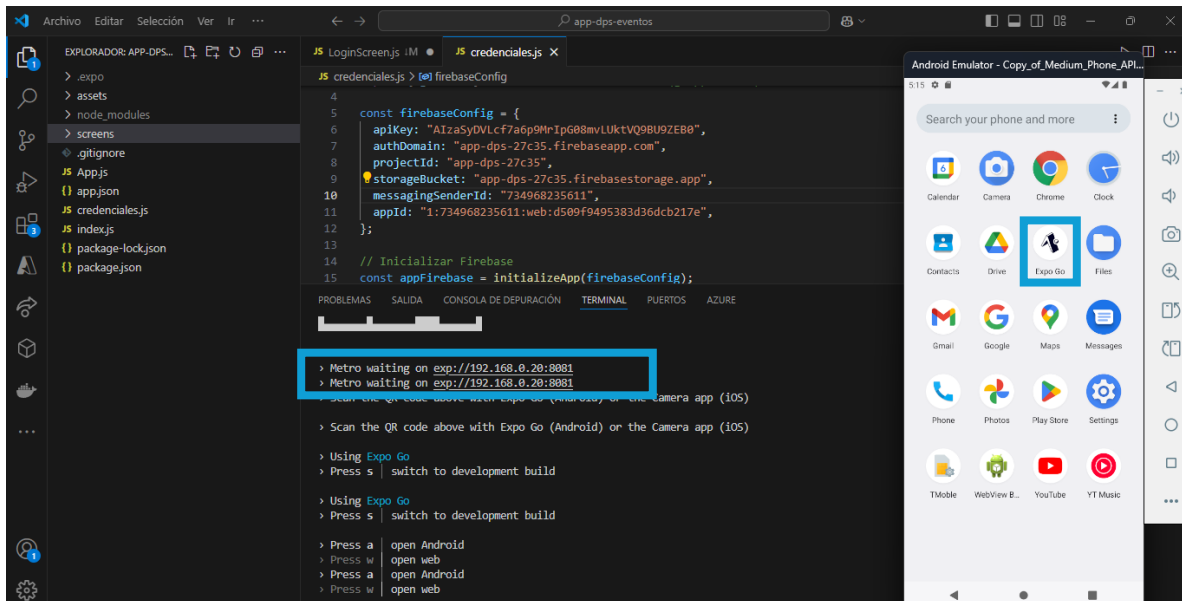 Archivo Editar Selección Ver Ir ···
app-dps-eventos
EXPLORADOR: APP-DPS...
.expo
assets
node_modules
screens
.gitignore
JS App.js
{} app.json
JS credenciales.js
JS index.js
{} package-lock.json
{} package.json
1
3
1
JS LoginScreen.js M
JS credenciales.js
JS credenciales.js > firebaseConfig
4
5 const firebaseConfig = {
6 apiKey: "AIzaSyDVLcf7a6p9MrIpG08mvLUktVQ9BU9ZEB0",
7 authDomain: "app-dps-27c35.firebaseapp.com",
8 projectId: "app-dps-27c35",
9 storageBucket: "app-dps-27c35.firebasestorage.app",
10 messagingSenderId: "734968235611",
11 appId: "1:734968235611:web:d509f9495383d36dcb217e",
12 };
13
14 // Inicializar Firebase
15 const appFirebase = initializeApp(firebaseConfig);
PROBLEMAS SALIDA CONSOLA DE DEPURACIÓN TERMINAL PUERTOS AZURE
› Metro waiting on exp://192.168.0.20:8081
› Metro waiting on exp://192.168.0.20:8081
› Scan the QR code above with Expo Go (Android) or the Camera app (iOS)
› Scan the QR code above with Expo Go (Android) or the Camera app (iOS)
› Using Expo Go
› Press s │ switch to development build
› Using Expo Go
› Press s │ switch to development build
› Press a │ open Android
› Press w │ open web
› Press a │ open Android
› Press w │ open web
Android Emulator - Copy_of_Medium_Phone_API...
5:15
Search your phone and more
Calendar Camera Chrome Clock
Contacts Drive Expo Go Files
Gmail Google Maps Messages
Phone Photos Play Store Settings
TMoble WebView B... YouTube YT Music